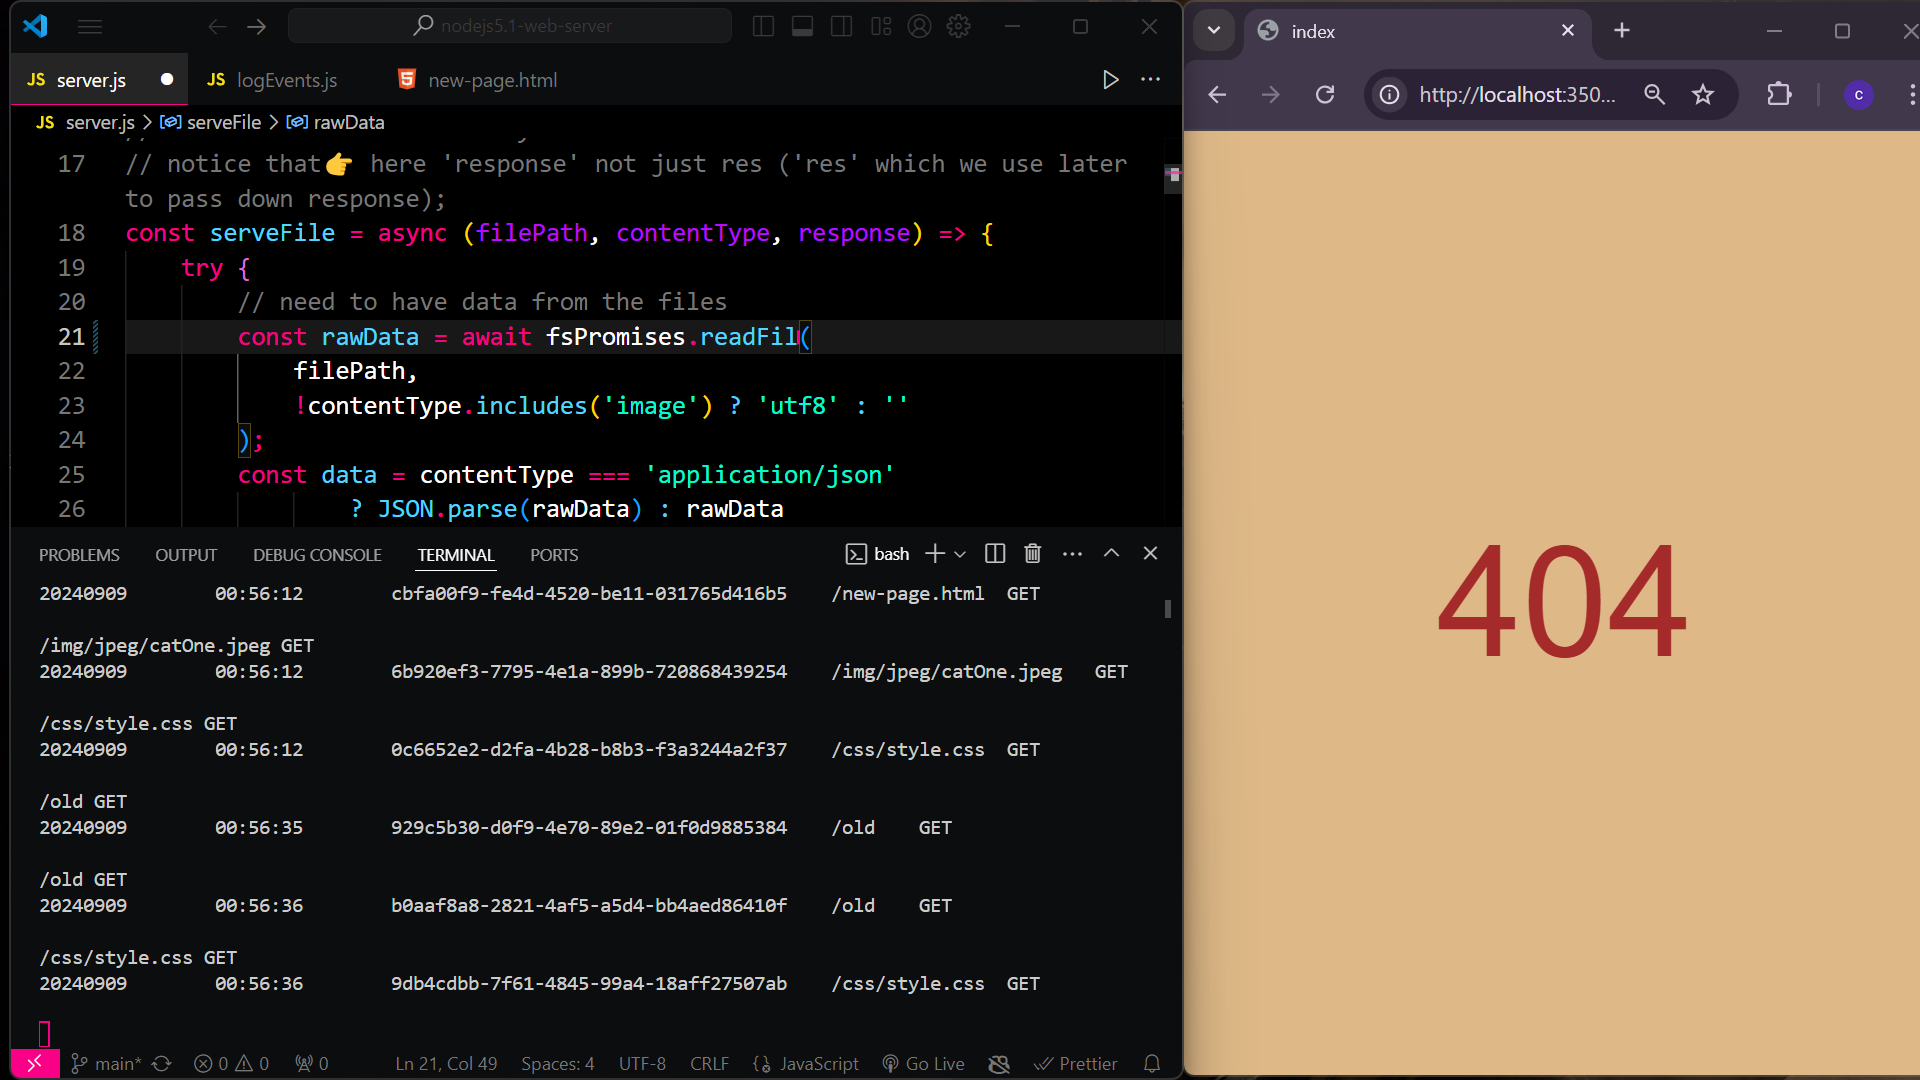 nodejs5.1-web-server
JS server.js
JS logEvents.js
new-page.html
JS server.js > serveFile > rawData
17 // notice that👉 here 'response' not just res ('res' which we use later
to pass down response);
18 const serveFile = async (filePath, contentType, response) => {
19 try {
20 // need to have data from the files
21 const rawData = await fsPromises.readFil(
22 filePath,
23 !contentType.includes('image') ? 'utf8' : ''
24 );
25 const data = contentType === 'application/json'
26 ? JSON.parse(rawData) : rawData
PROBLEMS OUTPUT DEBUG CONSOLE TERMINAL PORTS bash
20240909 00:56:12 cbfa00f9-fe4d-4520-be11-031765d416b5 /new-page.html GET
/img/jpeg/catOne.jpeg GET
20240909 00:56:12 6b920ef3-7795-4e1a-899b-720868439254 /img/jpeg/catOne.jpeg GET
/css/style.css GET
20240909 00:56:12 0c6652e2-d2fa-4b28-b8b3-f3a3244a2f37 /css/style.css GET
/old GET
20240909 00:56:35 929c5b30-d0f9-4e70-89e2-01f0d9885384 /old GET
/old GET
20240909 00:56:36 b0aaf8a8-2821-4af5-a5d4-bb4aed86410f /old GET
/css/style.css GET
20240909 00:56:36 9db4cdbb-7f61-4845-99a4-18aff27507ab /css/style.css GET
main* 0 0 0 Ln 21, Col 49 Spaces: 4 UTF-8 CRLF JavaScript Go Live Prettier
index
http://localhost:350...
c
404